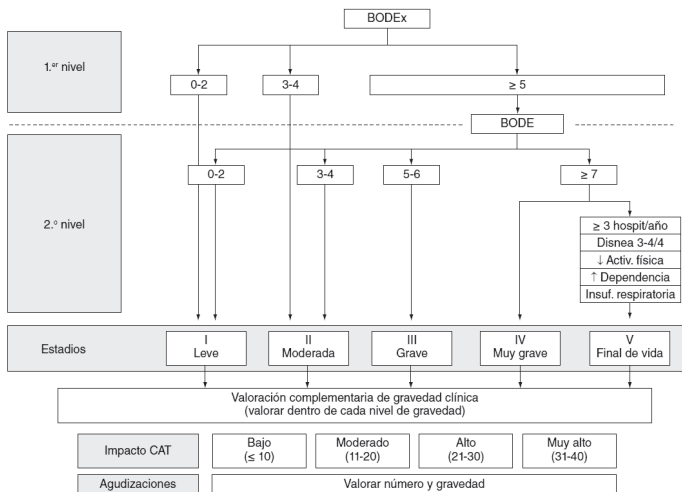 BODEx
1.er nivel
0-2
3-4
≥ 5
BODE
2.º nivel
0-2
3-4
5-6
≥ 7
≥ 3 hospit/año
Disnea 3-4/4
↓ Activ. física
↑ Dependencia
Insuf. respiratoria
Estadios
I
Leve
II
Moderada
III
Grave
IV
Muy grave
V
Final de vida
Valoración complementaria de gravedad clínica
(valorar dentro de cada nivel de gravedad)
Impacto CAT
Bajo
(≤ 10)
Moderado
(11-20)
Alto
(21-30)
Muy alto
(31-40)
Agudizaciones
Valorar número y gravedad